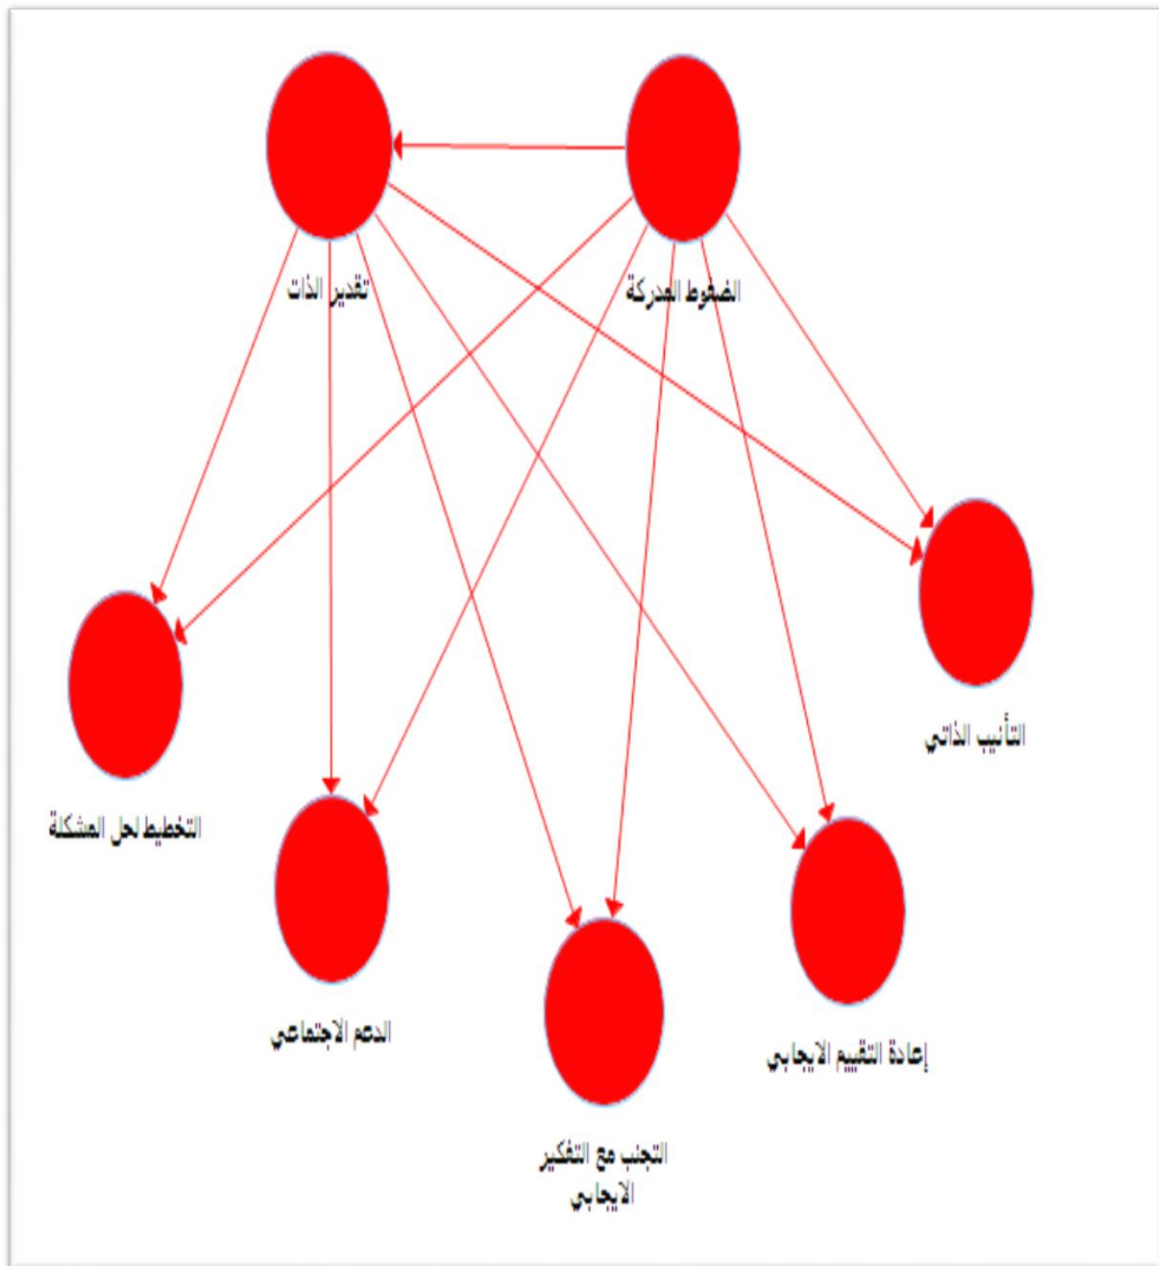 الضغوط المدركة
تقدير الذات
التأنيب الذاتي
التخطيط لحل المشكلة
الدعم الاجتماعي
إعادة التقييم الايجابي
التجنب مع التفكير
الايجابي